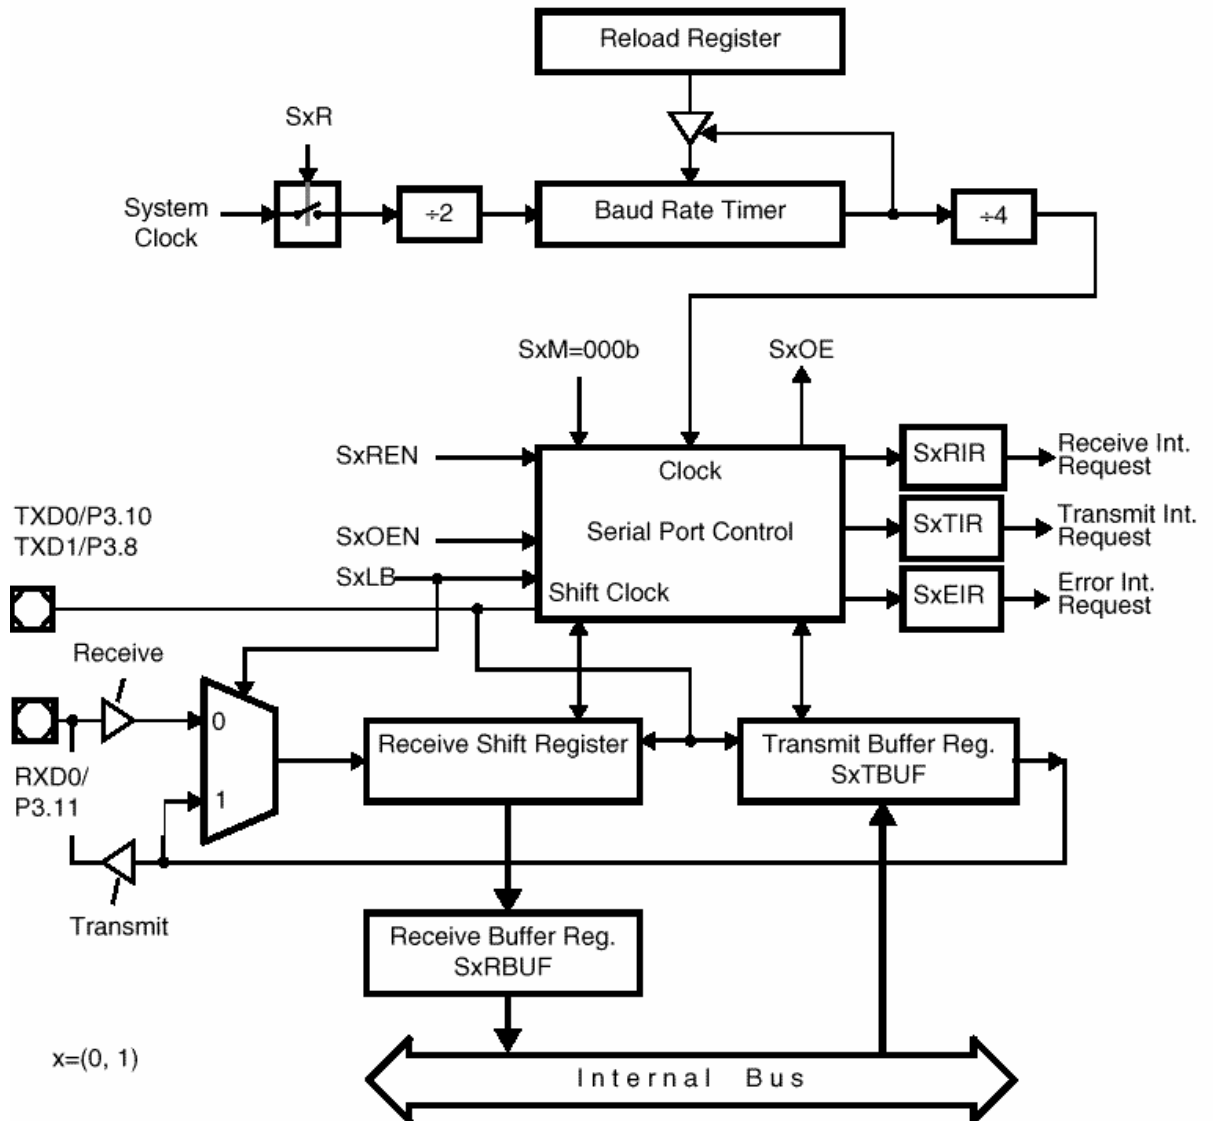 Reload Register
SxR
System
Clock
÷2
Baud Rate Timer
÷4
SxM=000b
SxOE
SxREN
Clock
SxRIR
Receive Int.
Request
TXD0/P3.10
TXD1/P3.8
SxOEN
Serial Port Control
SxTIR
Transmit Int.
Request
SxLB
Shift Clock
SxEIR
Error Int.
Request
Receive
0
Receive Shift Register
Transmit Buffer Reg.
SxTBUF
RXD0/
P3.11
1
Transmit
Receive Buffer Reg.
SxRBUF
x=(0, 1)
Internal Bus